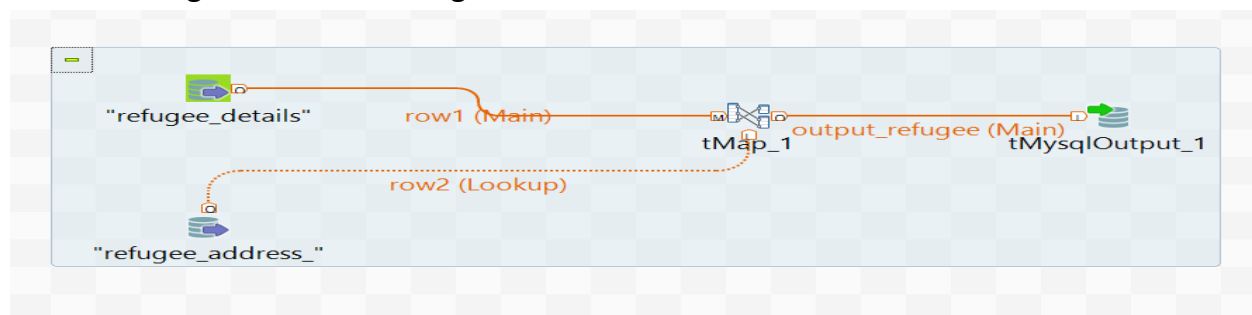 "refugee_details"
row1 (Main)
tMap_1
output_refugee (Main)
tMysqlOutput_1
row2 (Lookup)
"refugee_address_"